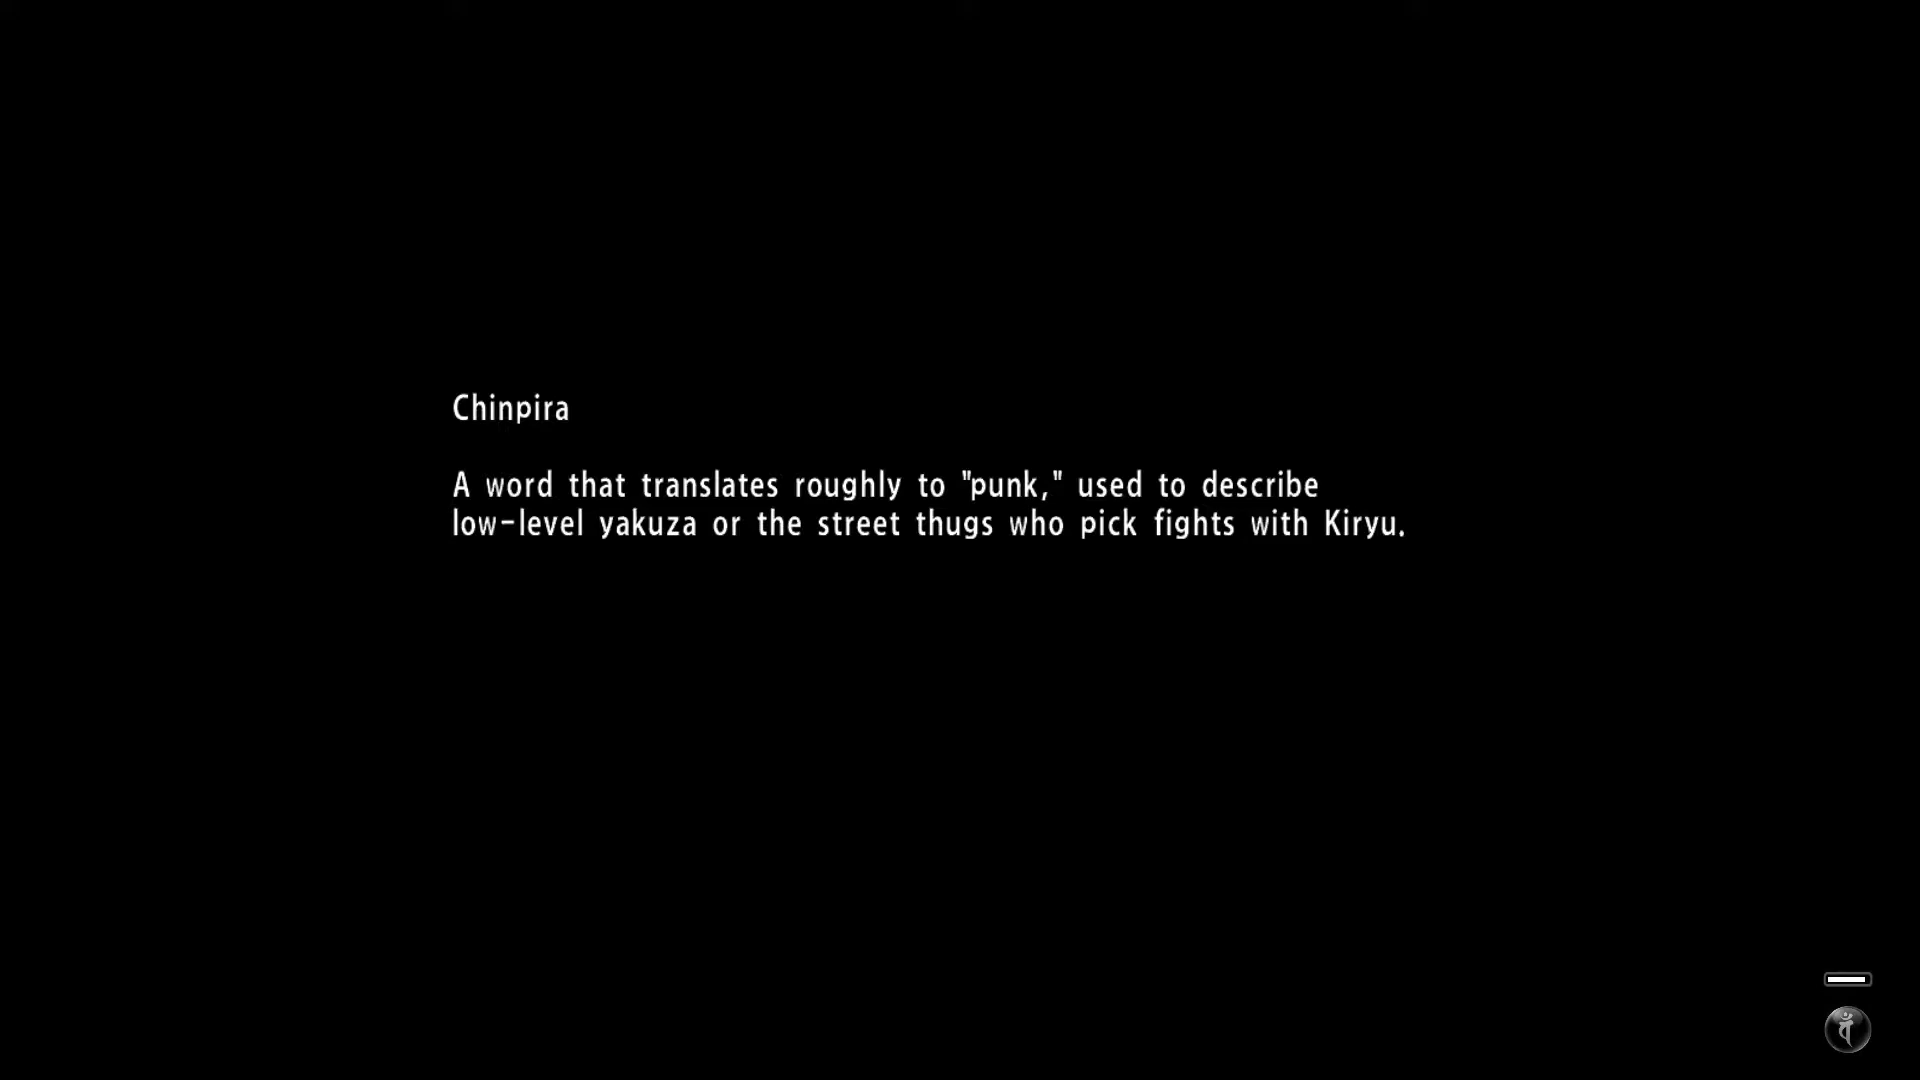 Chinpira
A word that translates roughly to "punk," used to describe
low-level yakuza or the street thugs who pick fights with Kiryu.